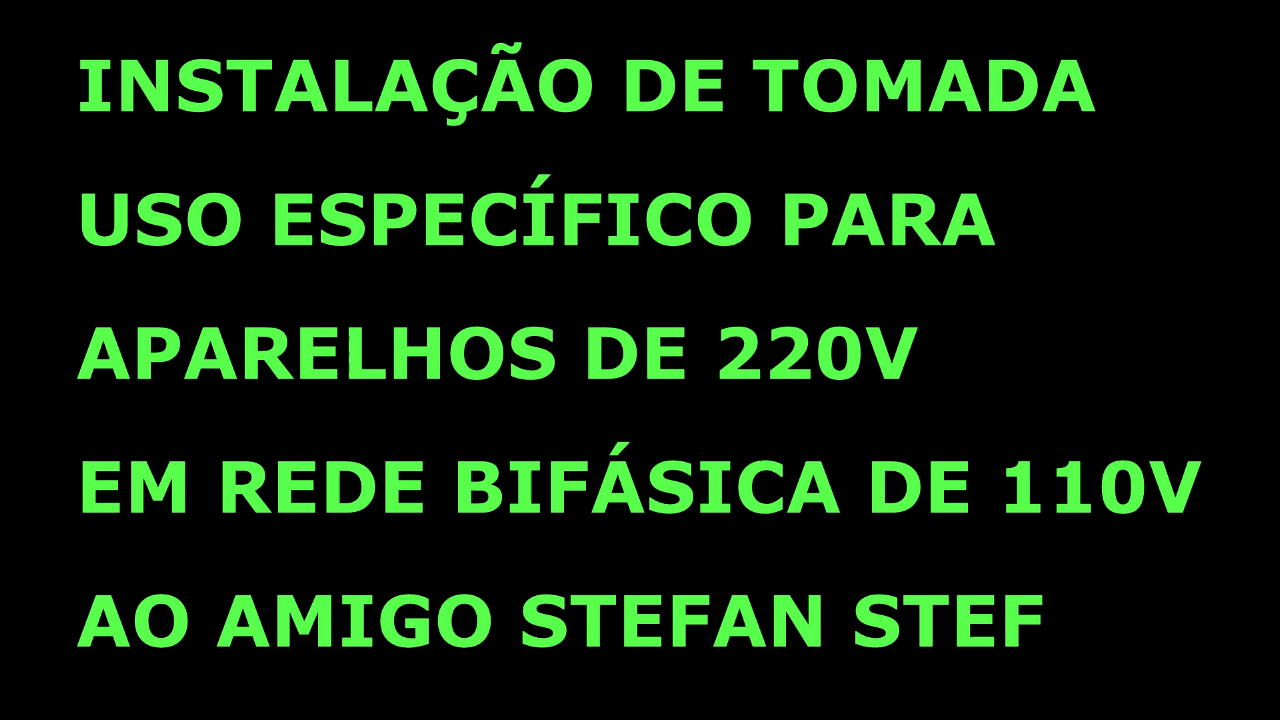 INSTALAÇÃO DE TOMADA
USO ESPECÍFICO PARA
APARELHOS DE 220V
EM REDE BIFÁSICA DE 110V
AO AMIGO STEFAN STEF